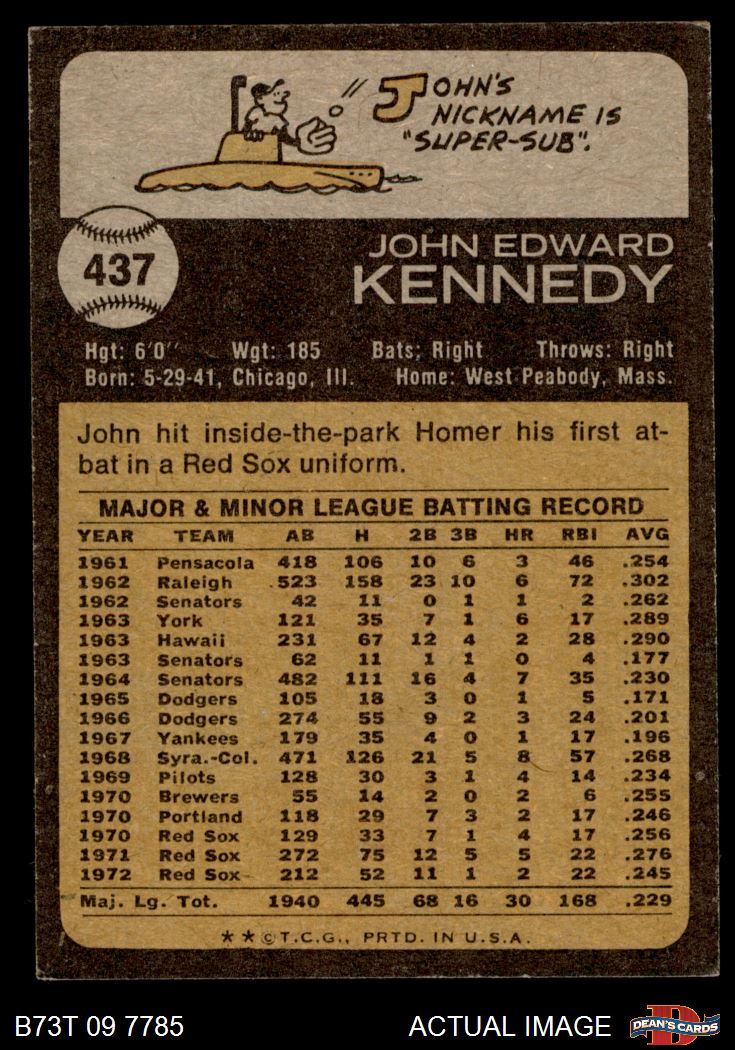 JOHN'S
NICKNAME IS
"SUPER-SUB".
437
JOHN EDWARD
KENNEDY
Hgt: 6'0" Wgt: 185 Bats: Right Throws: Right
Born: 5-29-41, Chicago, Ill. Home: West Peabody, Mass.
John hit inside-the-park Homer his first at-
bat in a Red Sox uniform.
MAJOR & MINOR LEAGUE BATTING RECORD
YEAR TEAM AB H 2B 3B HR RBI AVG
1961 Pensacola 418 106 10 6 3 46 .254
1962 Raleigh 523 158 23 10 6 72 .302
1962 Senators 42 11 0 1 1 2 .262
1963 York 121 35 7 1 6 17 .289
1963 Hawaii 231 67 12 4 2 28 .290
1963 Senators 62 11 1 1 0 4 .177
1964 Senators 482 111 16 4 7 35 .230
1965 Dodgers 105 18 3 0 1 5 .171
1966 Dodgers 274 55 9 2 3 24 .201
1967 Yankees 179 35 4 0 1 17 .196
1968 Syra.-Col. 471 126 21 5 8 57 .268
1969 Pilots 128 30 3 1 4 14 .234
1970 Brewers 55 14 2 0 2 6 .255
1970 Portland 118 29 7 3 2 17 .246
1970 Red Sox 129 33 7 1 4 17 .256
1971 Red Sox 272 75 12 5 5 22 .276
1972 Red Sox 212 52 11 1 2 22 .245
Maj. Lg. Tot. 1940 445 68 16 30 168 .229
★ ★ © T.C.G., PRTD. IN U.S.A.
B73T 09 7785 ACTUAL IMAGE D DEAN'S CARDS